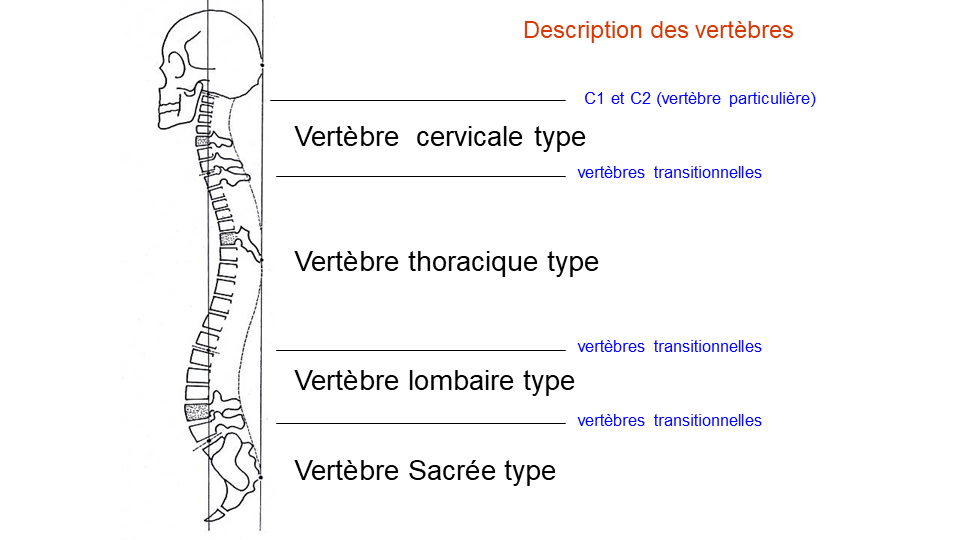 Description des vertèbres
C1 et C2 (vertèbre particulière)
Vertèbre cervicale type
vertèbres transitionnelles
Vertèbre thoracique type
vertèbres transitionnelles
Vertèbre lombaire type
vertèbres transitionnelles
Vertèbre Sacrée type